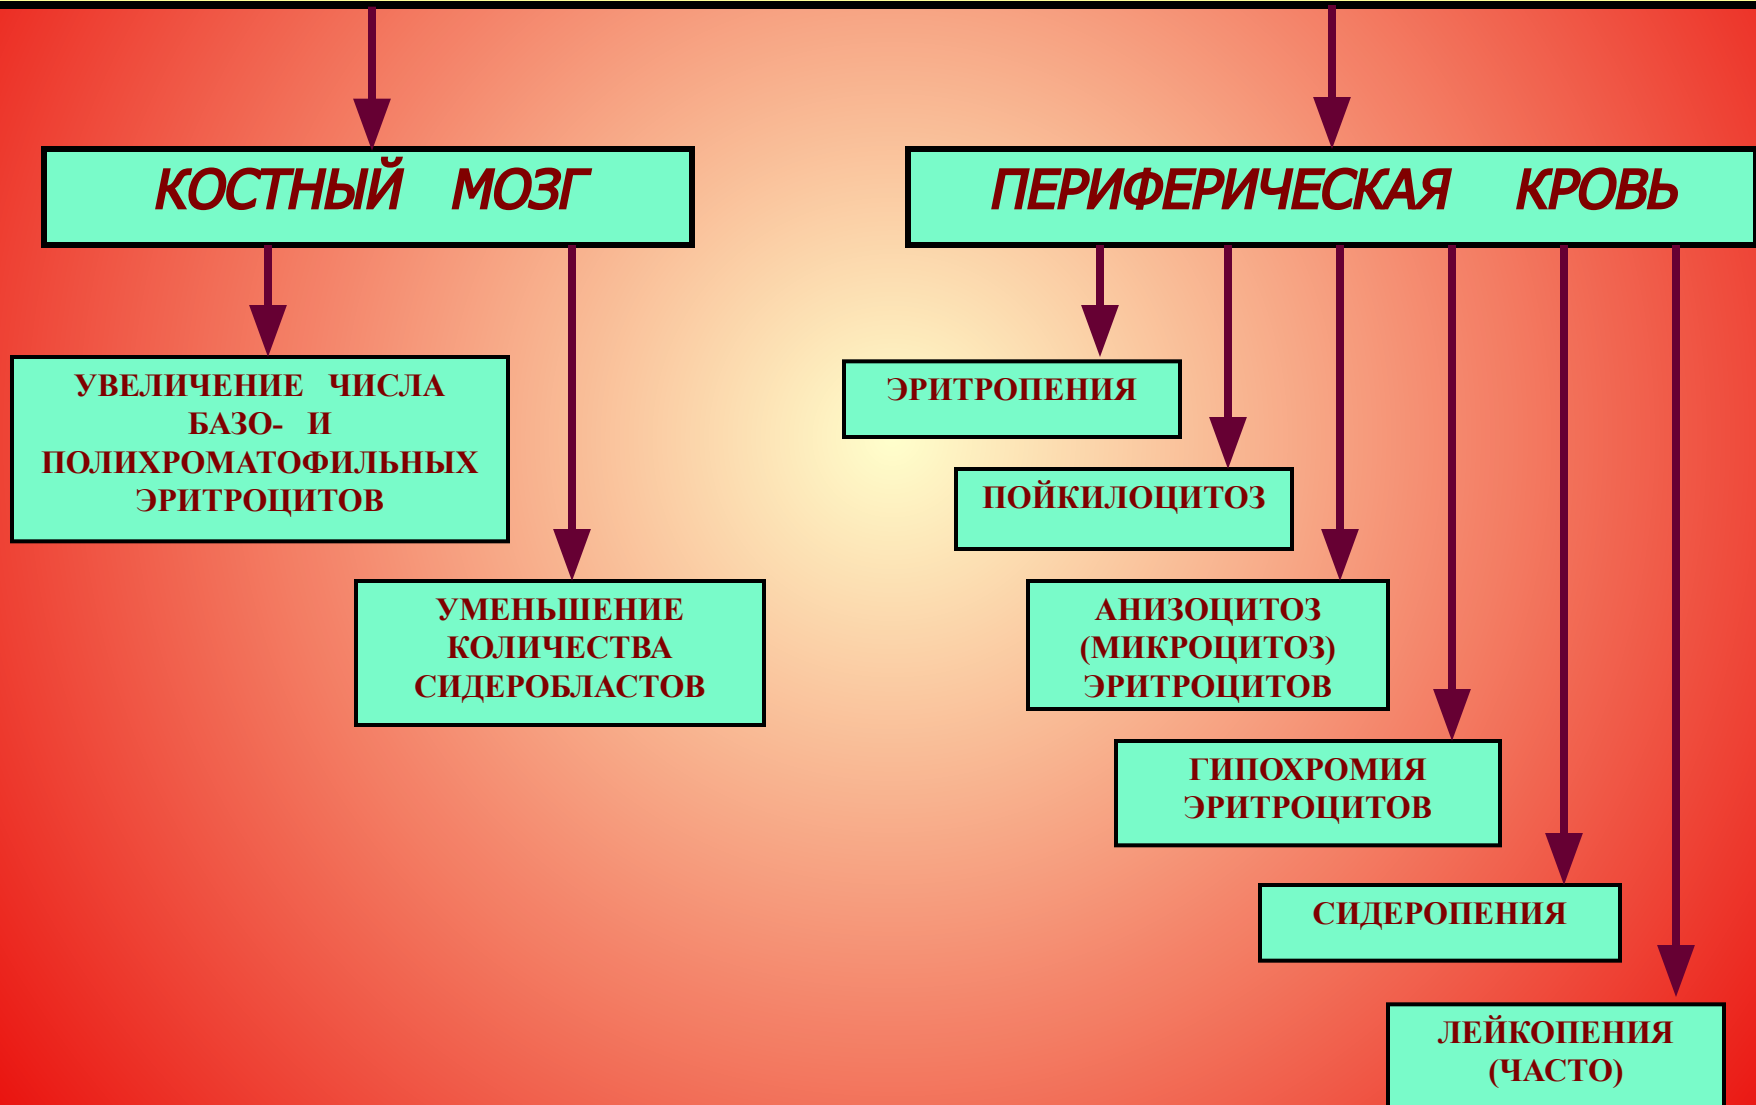 КОСТНЫЙ МОЗГ
ПЕРИФЕРИЧЕСКАЯ КРОВЬ
УВЕЛИЧЕНИЕ ЧИСЛА
БАЗО- И
ПОЛИХРОМАТОФИЛЬНЫХ
ЭРИТРОЦИТОВ
УМЕНЬШЕНИЕ
КОЛИЧЕСТВА
СИДЕРОБЛАСТОВ
ЭРИТРОПЕНИЯ
ПОЙКИЛОЦИТОЗ
АНИЗОЦИТОЗ
(МИКРОЦИТОЗ)
ЭРИТРОЦИТОВ
ГИПОХРОМИЯ
ЭРИТРОЦИТОВ
СИДЕРОПЕНИЯ
ЛЕЙКОПЕНИЯ
(ЧАСТО)